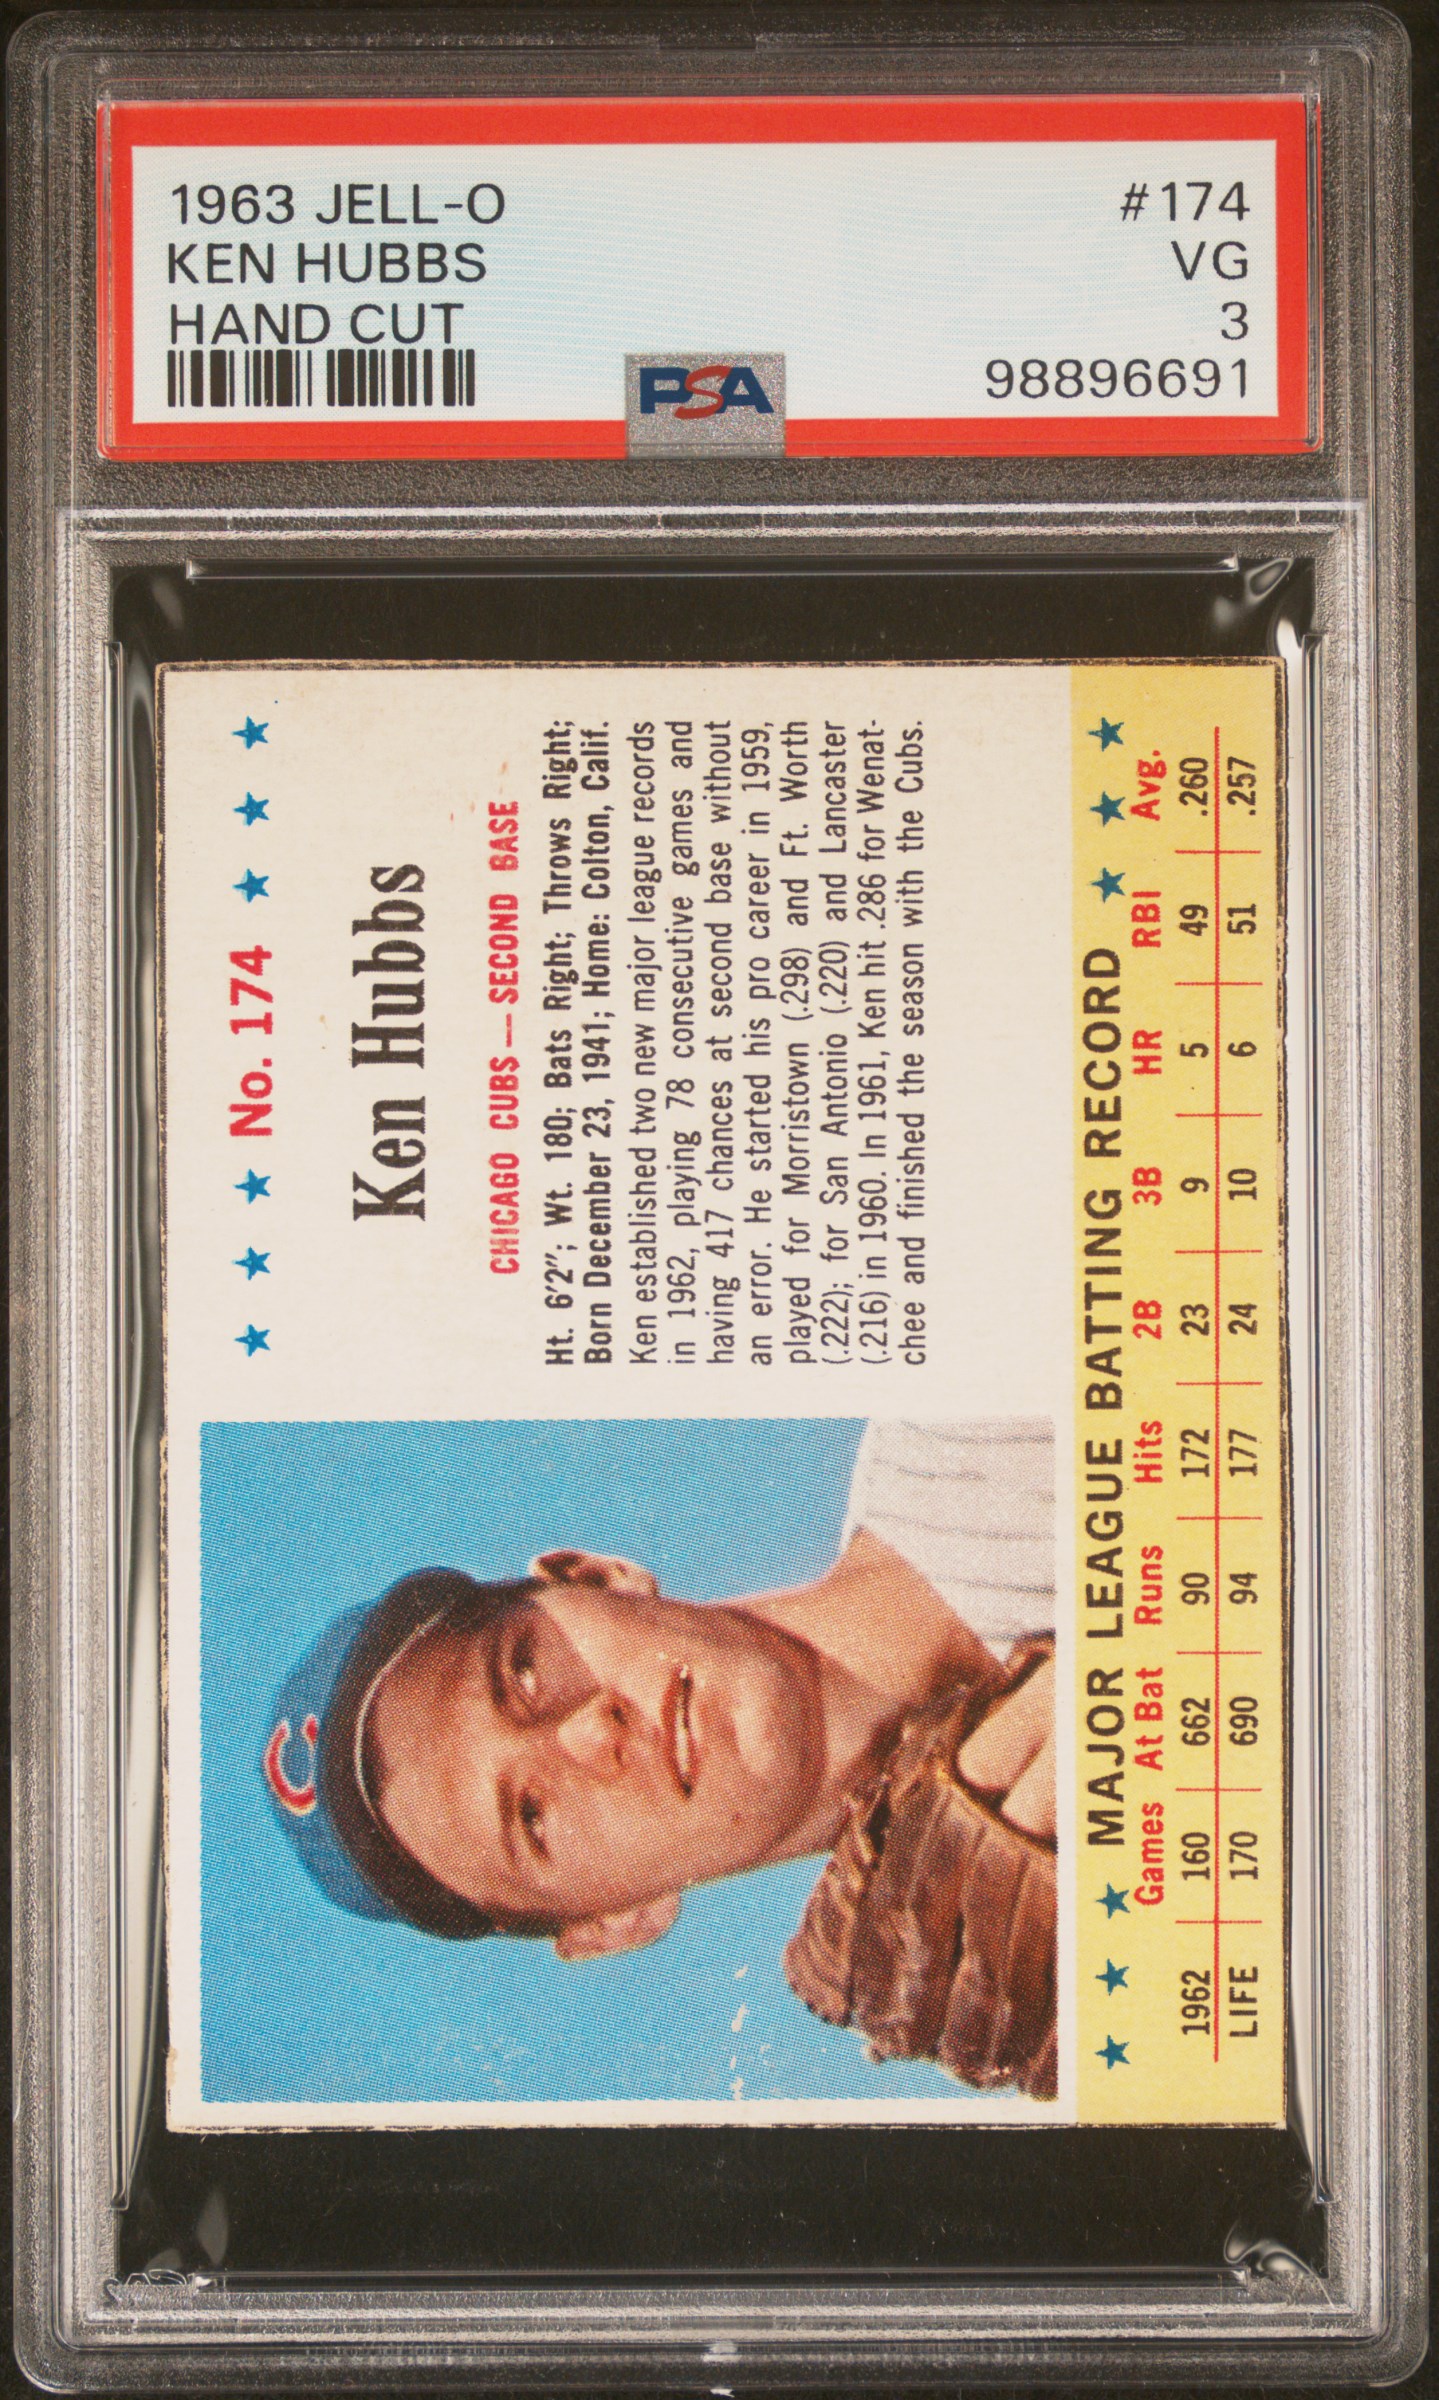 1963 JELL-O
KEN HUBBS
HAND CUT
#174
VG
3
98896691
PSA
No. 174
Ken Hubbs
CHICAGO CUBS—SECOND BASE
Ht. 6'2"; Wt. 180; Bats Right; Throws Right;
Born December 23, 1941; Home: Colton, Calif.
Ken established two new major league records
in 1962, playing 78 consecutive games and
having 417 chances at second base without
an error. He started his pro career in 1959,
played for Morristown (.298) and Ft. Worth
(.222); for San Antonio (.220) and Lancaster
(.216) in 1960. In 1961, Ken hit .286 for Wenat-
chee and finished the season with the Cubs.
C
MAJOR LEAGUE BATTING RECORD
Games At Bat Runs Hits 2B 3B HR RBI Avg.
1962 160 662 90 172 23 9 5 49 .260
LIFE 170 690 94 177 24 10 6 51 .257